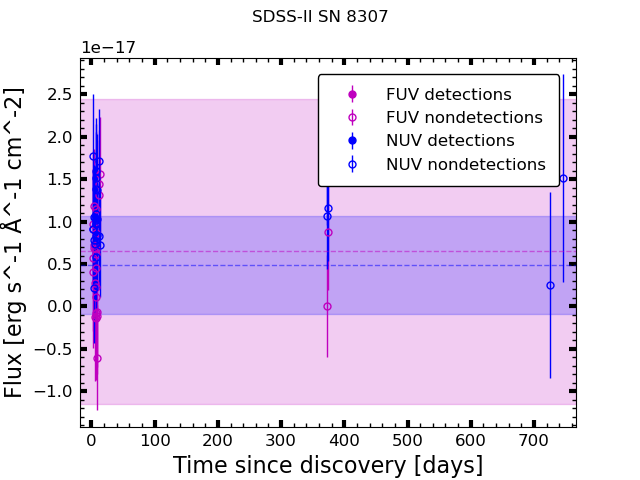 SDSS-II SN 8307
1e−17
Flux [erg s^-1 Å^-1 cm^-2]
2.5
2.0
1.5
1.0
0.5
0.0
−0.5
−1.0
FUV detections
FUV nondetections
NUV detections
NUV nondetections
0 100 200 300 400 500 600 700
Time since discovery [days]